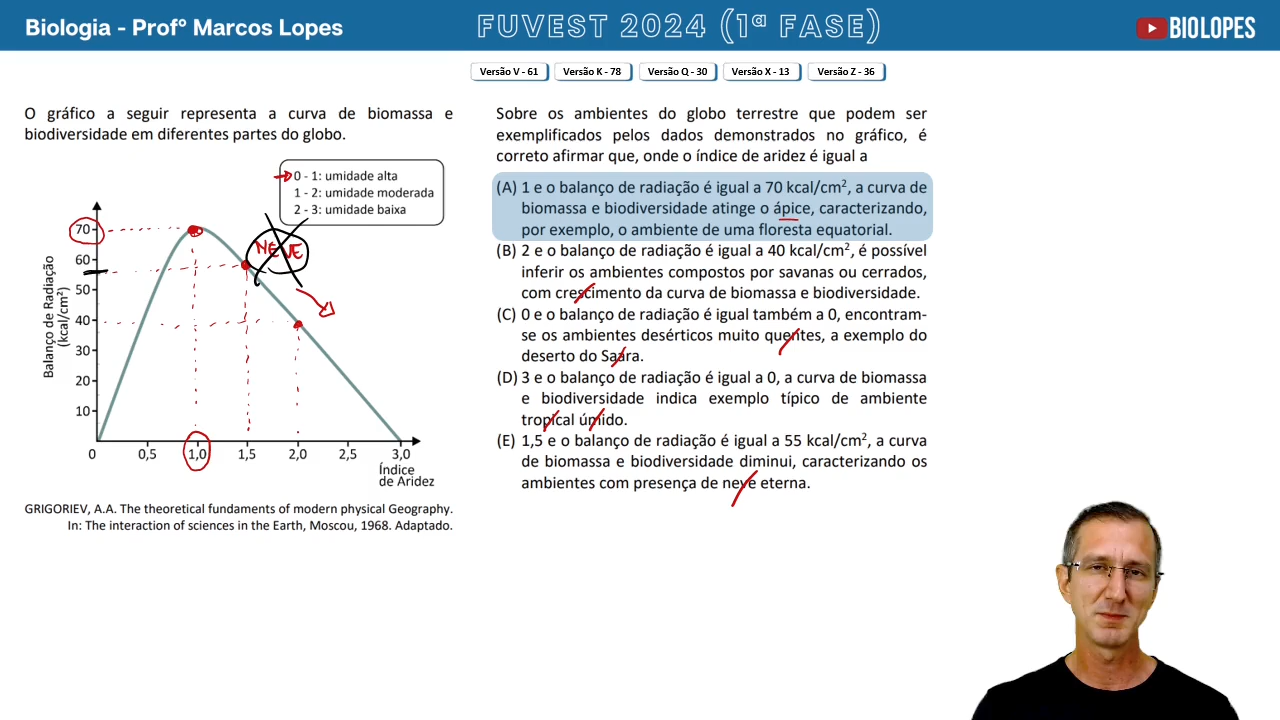 Biologia - Profº Marcos Lopes
FUVEST 2024 (1ª FASE)
BIOLOPES
Versão V - 61
Versão K - 78
Versão Q - 30
Versão X - 13
Versão Z - 36
O gráfico a seguir representa a curva de biomassa e
biodiversidade em diferentes partes do globo.
0 - 1: umidade alta
1 - 2: umidade moderada
2 - 3: umidade baixa
NEVE
Balanço de Radiação
(kcal/cm²)
70
60
50
40
30
20
10
0
0,5
1,0
1,5
2,0
2,5
3,0
Índice
de Aridez
GRIGORIEV, A.A. The theoretical fundaments of modern physical Geography.
In: The interaction of sciences in the Earth, Moscou, 1968. Adaptado.
Sobre os ambientes do globo terrestre que podem ser
exemplificados pelos dados demonstrados no gráfico, é
correto afirmar que, onde o índice de aridez é igual a
(A) 1 e o balanço de radiação é igual a 70 kcal/cm², a curva de
biomassa e biodiversidade atinge o ápice, caracterizando,
por exemplo, o ambiente de uma floresta equatorial.
(B) 2 e o balanço de radiação é igual a 40 kcal/cm², é possível
inferir os ambientes compostos por savanas ou cerrados,
com crescimento da curva de biomassa e biodiversidade.
(C) 0 e o balanço de radiação é igual também a 0, encontram-
se os ambientes desérticos muito quentes, a exemplo do
deserto do Saara.
(D) 3 e o balanço de radiação é igual a 0, a curva de biomassa
e biodiversidade indica exemplo típico de ambiente
tropical úmido.
(E) 1,5 e o balanço de radiação é igual a 55 kcal/cm², a curva
de biomassa e biodiversidade diminui, caracterizando os
ambientes com presença de neve eterna.